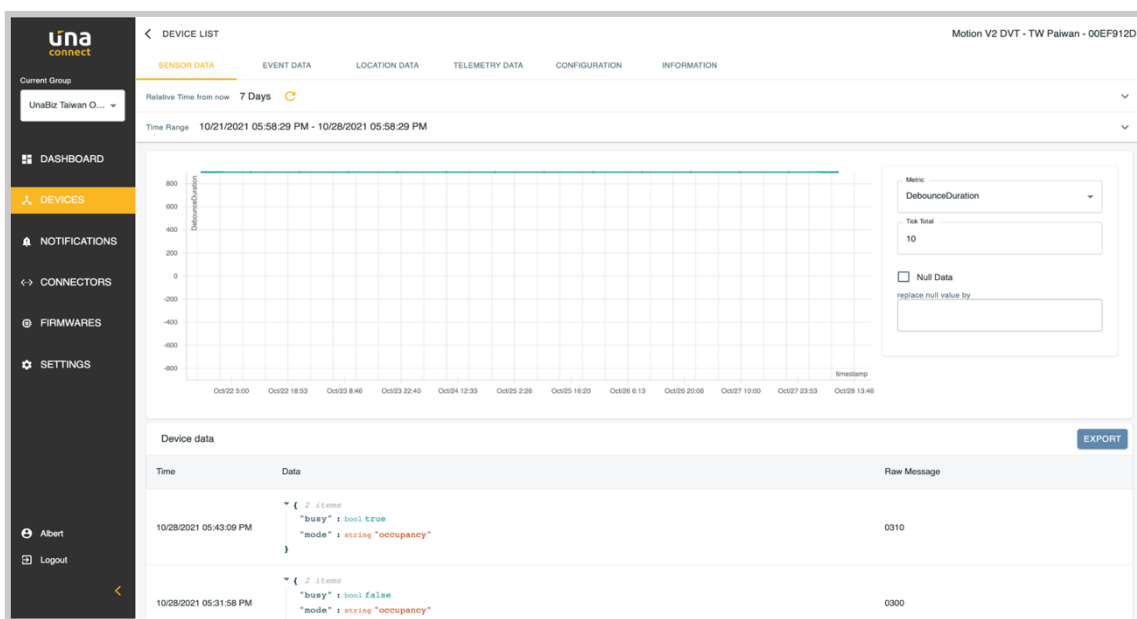 una
connect
Current Group
UnaBiz Taiwan O...
DASHBOARD
DEVICES
NOTIFICATIONS
CONNECTORS
FIRMWARES
SETTINGS
Albert
Logout
DEVICE LIST
Motion V2 DVT - TW Paiwan - 00EF912D
SENSOR DATA EVENT DATA LOCATION DATA TELEMETRY DATA CONFIGURATION INFORMATION
Relative Time from now 7 Days
Time Range 10/21/2021 05:58:29 PM - 10/28/2021 05:58:29 PM
DebounceDuration
800
600
400
200
0
-200
-400
-600
-800
timestamp
Oct/22 5:00 Oct/22 18:53 Oct/23 8:46 Oct/23 22:40 Oct/24 12:33 Oct/25 2:26 Oct/25 16:20 Oct/26 6:13 Oct/26 20:06 Oct/27 10:00 Oct/27 23:53 Oct/28 13:46
Metric
DebounceDuration
Tick Total
10
Null Data
replace null value by
Device data
EXPORT
Time Data Raw Message
{ 2 items
"busy" : bool true
10/28/2021 05:43:09 PM "mode" : string "occupancy" 0310
}
{ 2 items
"busy" : bool false
10/28/2021 05:31:58 PM "mode" : string "occupancy" 0300